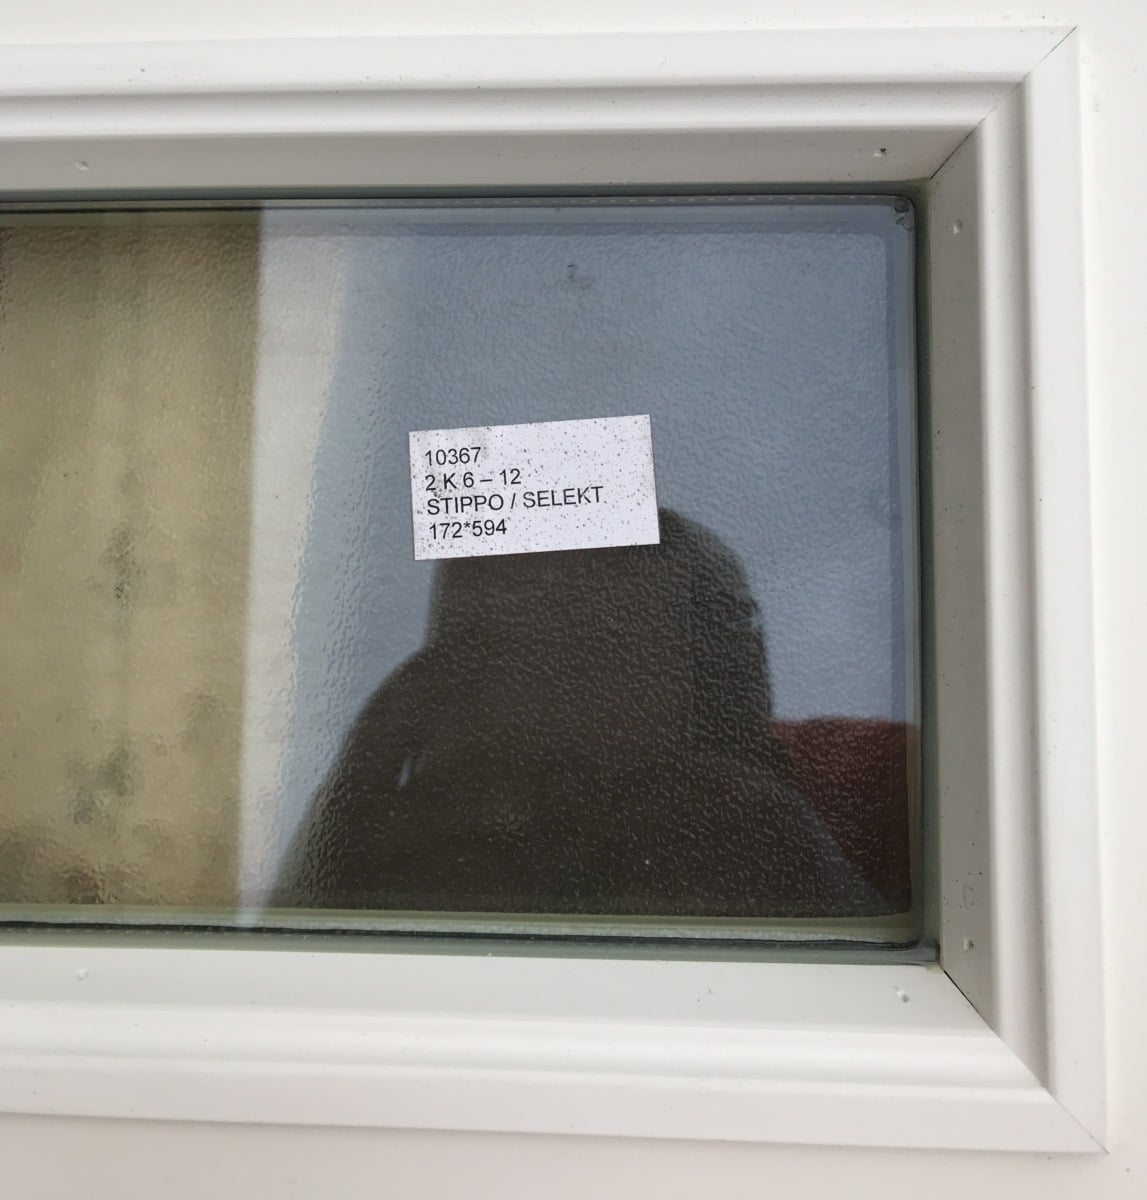 10367
2 K 6 – 12
STIPPO / SELEKT
172*594